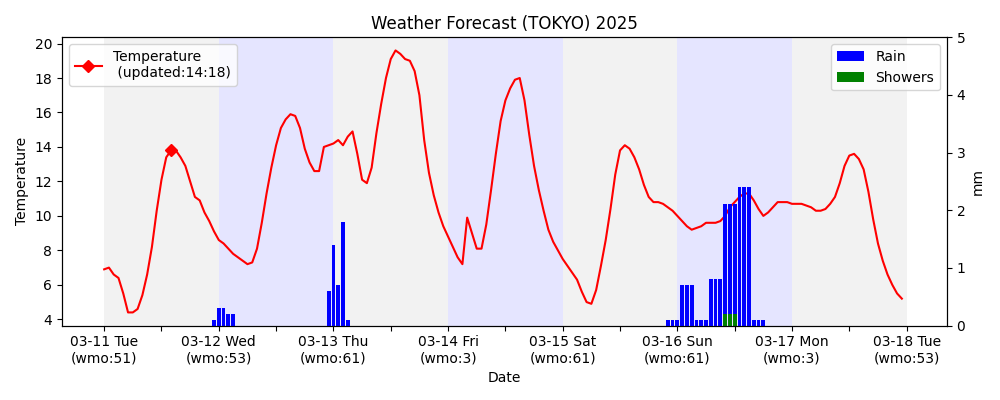 Weather Forecast (TOKYO) 2025
Temperature
(updated:14:18)
Rain
Showers
Temperature
20
18
16
14
12
10
8
6
4
5
4
3
2
1
0
mm
03-11 Tue
(wmo:51)
03-12 Wed
(wmo:53)
03-13 Thu
(wmo:61)
03-14 Fri
(wmo:3)
03-15 Sat
(wmo:61)
03-16 Sun
(wmo:61)
03-17 Mon
(wmo:3)
03-18 Tue
(wmo:53)
Date